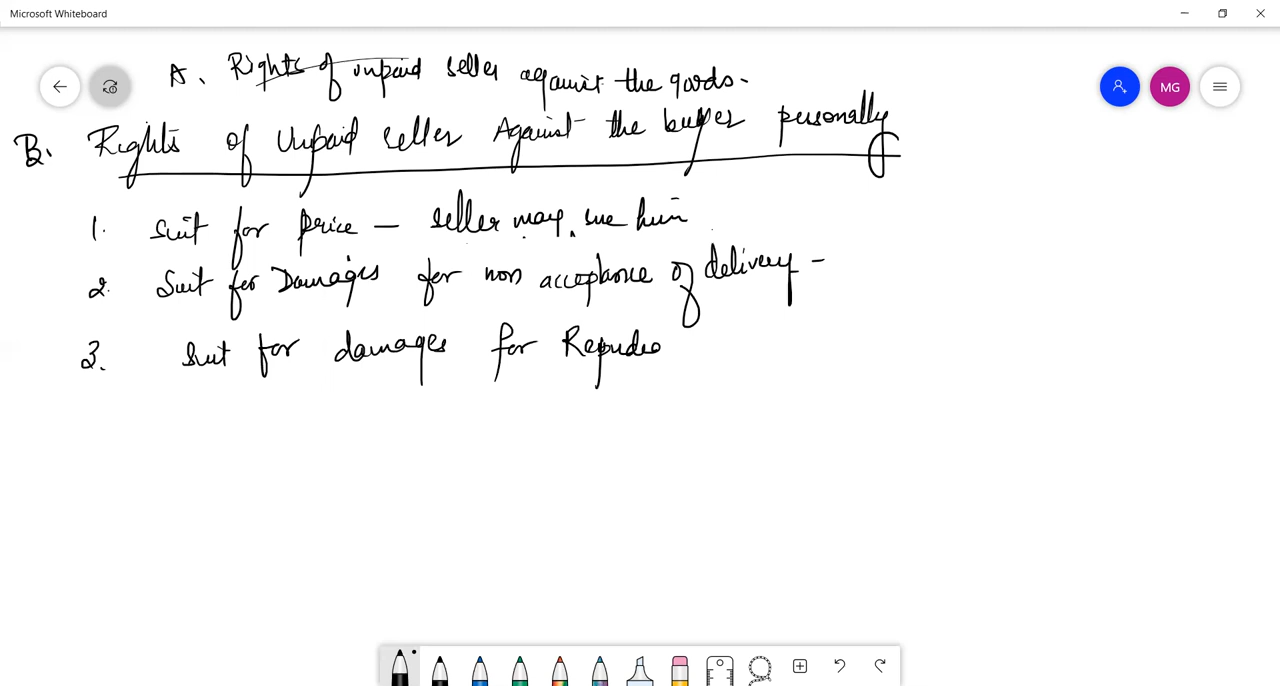 Microsoft Whiteboard
A. Rights of unpaid seller against the goods.
MG
B. Rights of Unpaid seller Against the buyer personally
1. Suit for price — seller may sue him
2. Suit for Damages for non acceptance of delivery -
3. Suit for damages for Repudia